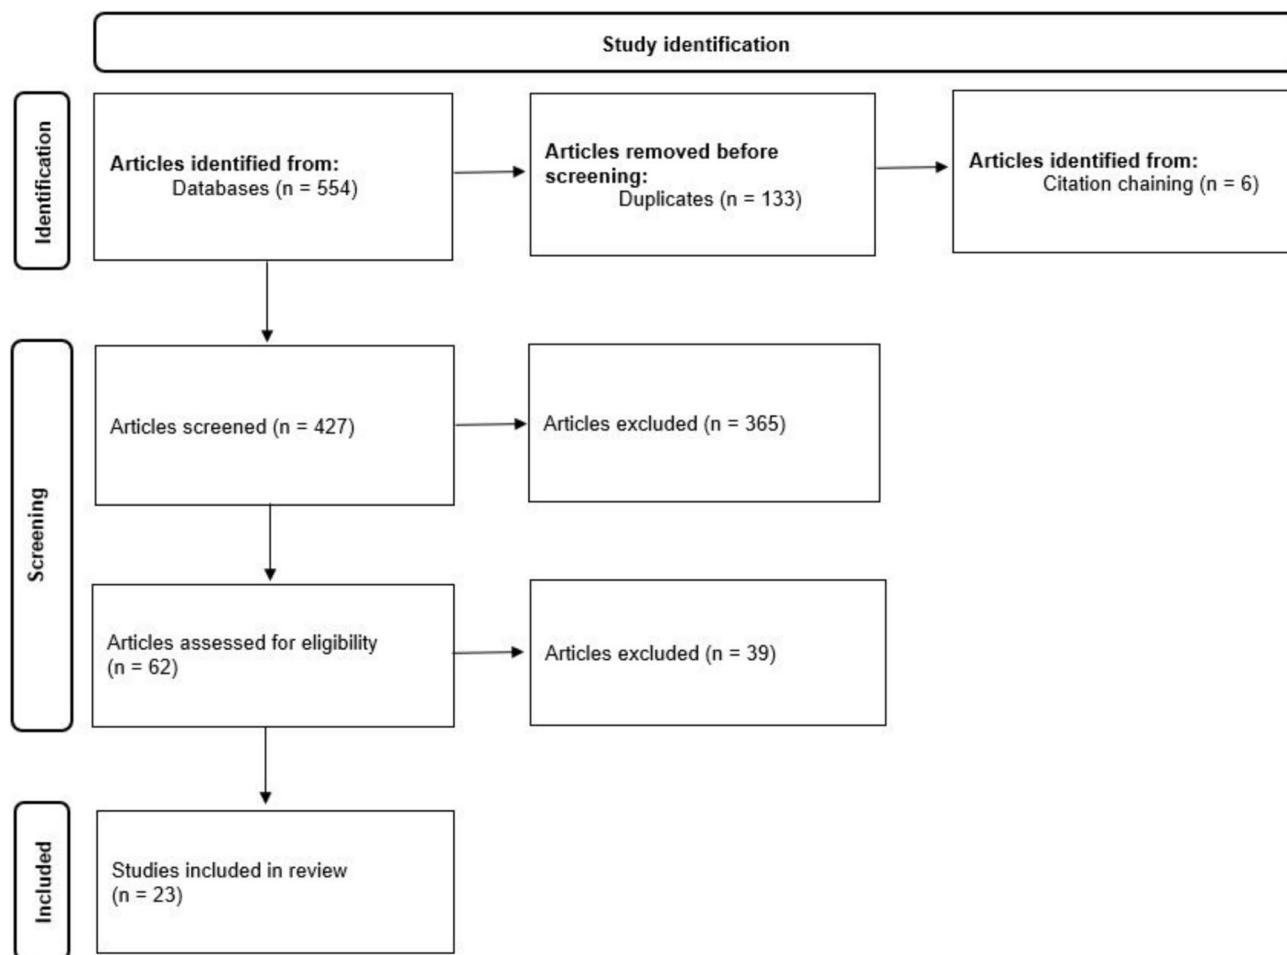 Study identification
Identification
Articles identified from:
Databases (n = 554)
Articles removed before
screening:
Duplicates (n = 133)
Articles identified from:
Citation chaining (n = 6)
Screening
Articles screened (n = 427)
Articles excluded (n = 365)
Articles assessed for eligibility
(n = 62)
Articles excluded (n = 39)
Included
Studies included in review
(n = 23)